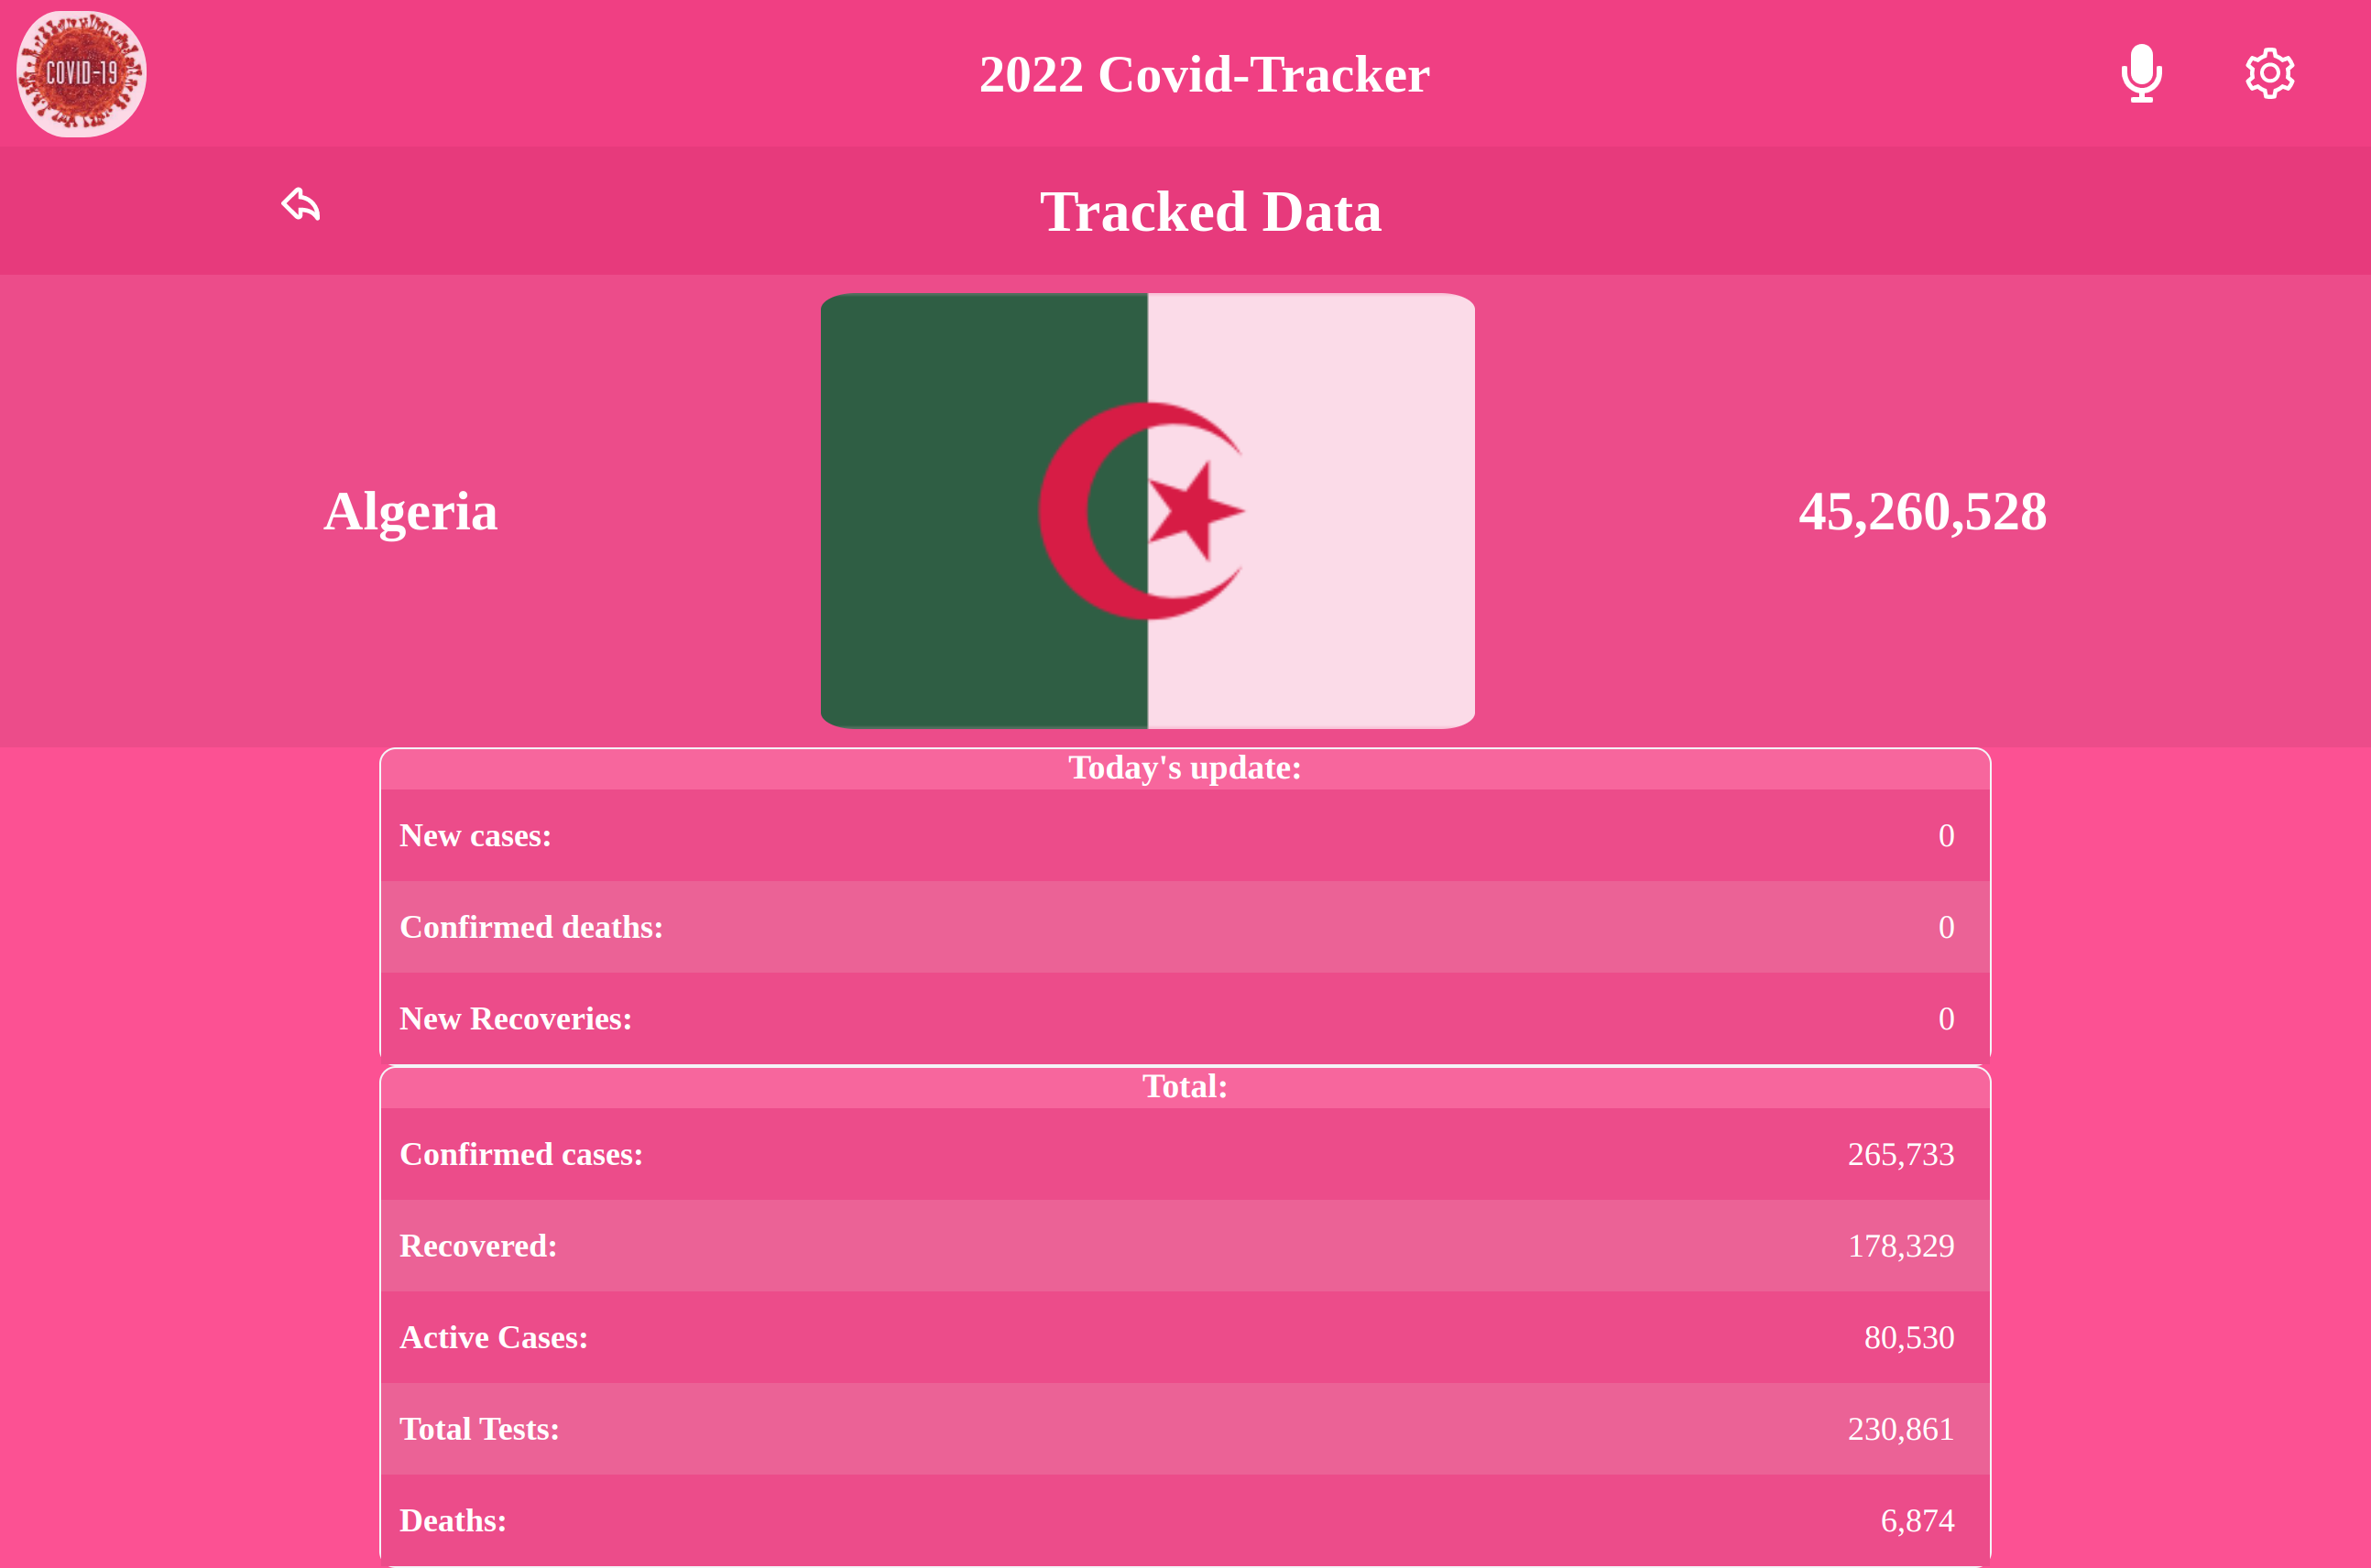 COVID-19
2022 Covid-Tracker
Tracked Data
Algeria
45,260,528
Today's update:
New cases: 0
Confirmed deaths: 0
New Recoveries: 0
Total:
Confirmed cases: 265,733
Recovered: 178,329
Active Cases: 80,530
Total Tests: 230,861
Deaths: 6,874